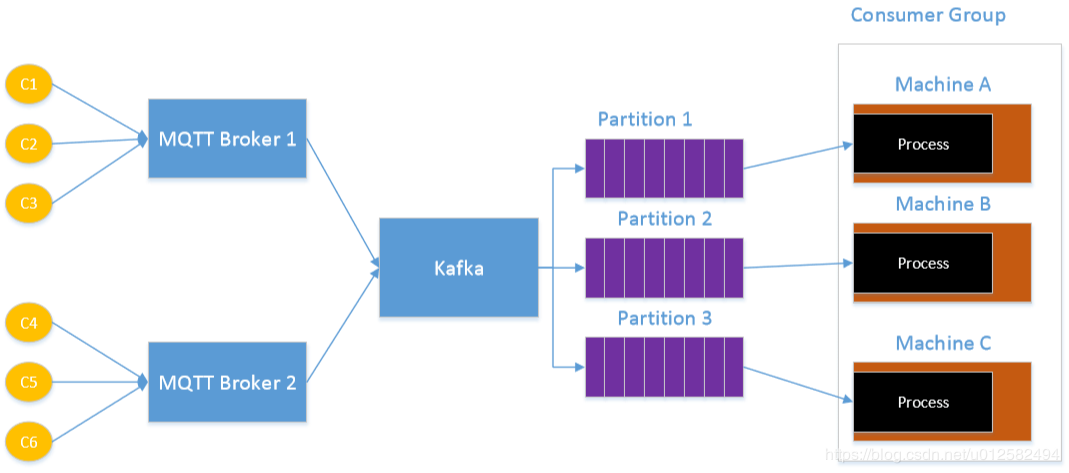 Consumer Group
C1
C2
C3
MQTT Broker 1
C4
C5
C6
MQTT Broker 2
Kafka
Partition 1
Partition 2
Partition 3
Machine A
Process
Machine B
Process
Machine C
Process
https://blog.csdn.net/u012582494